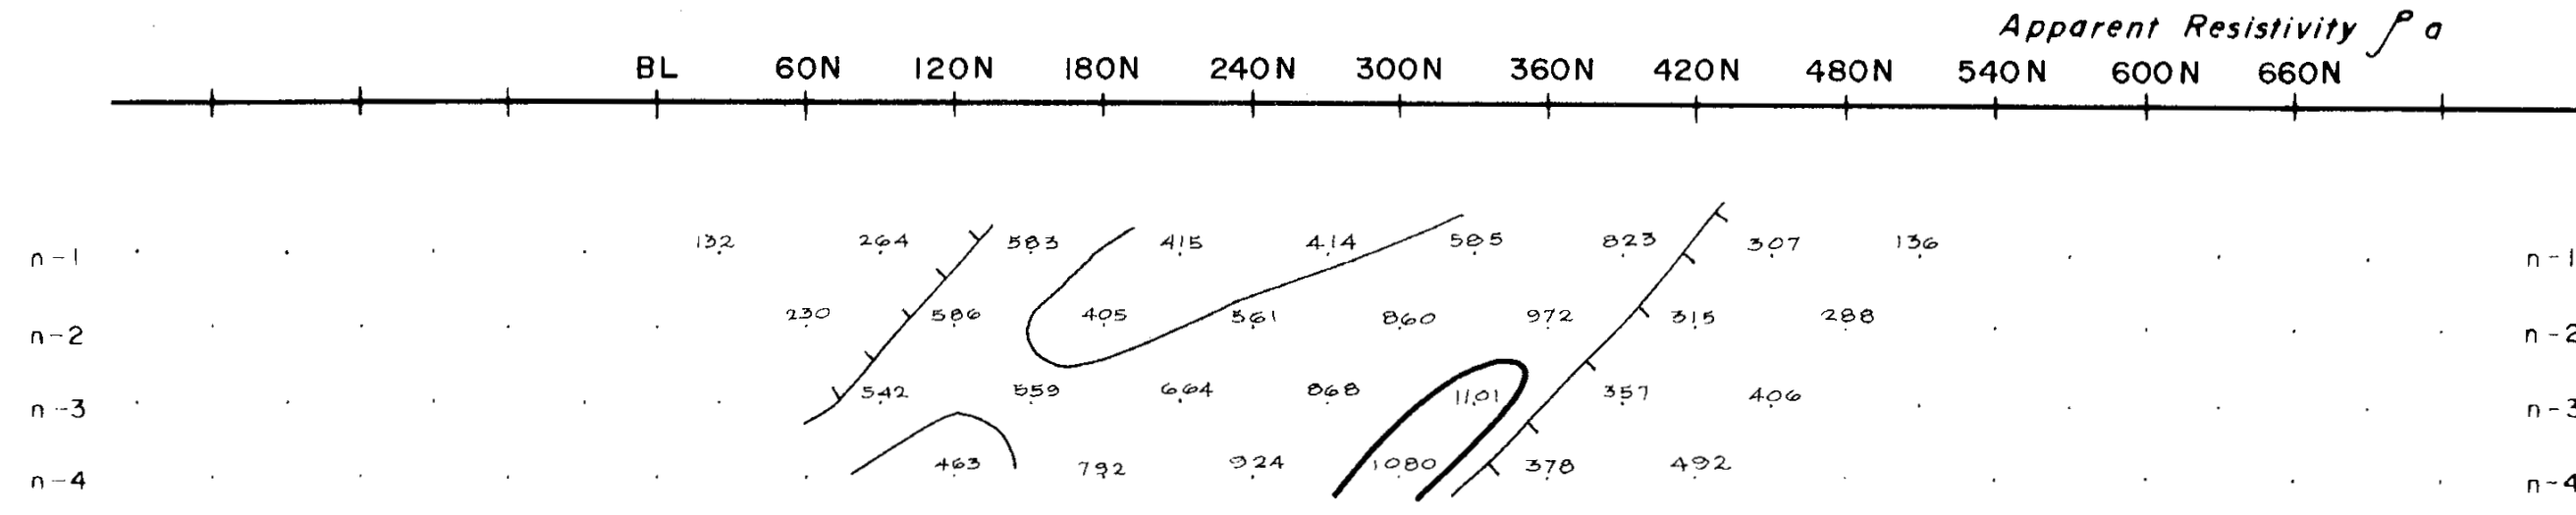 Apparent Resistivity ρ a
BL 60N 120N 180N 240N 300N 360N 420N 480N 540N 600N 660N
n-1 132 264 583 415 414 585 823 307 136 n-1
n-2 230 586 405 561 860 972 315 288 n-2
n-3 542 559 664 868 1101 357 406 n-3
n-4 463 792 924 1080 378 492 n-4